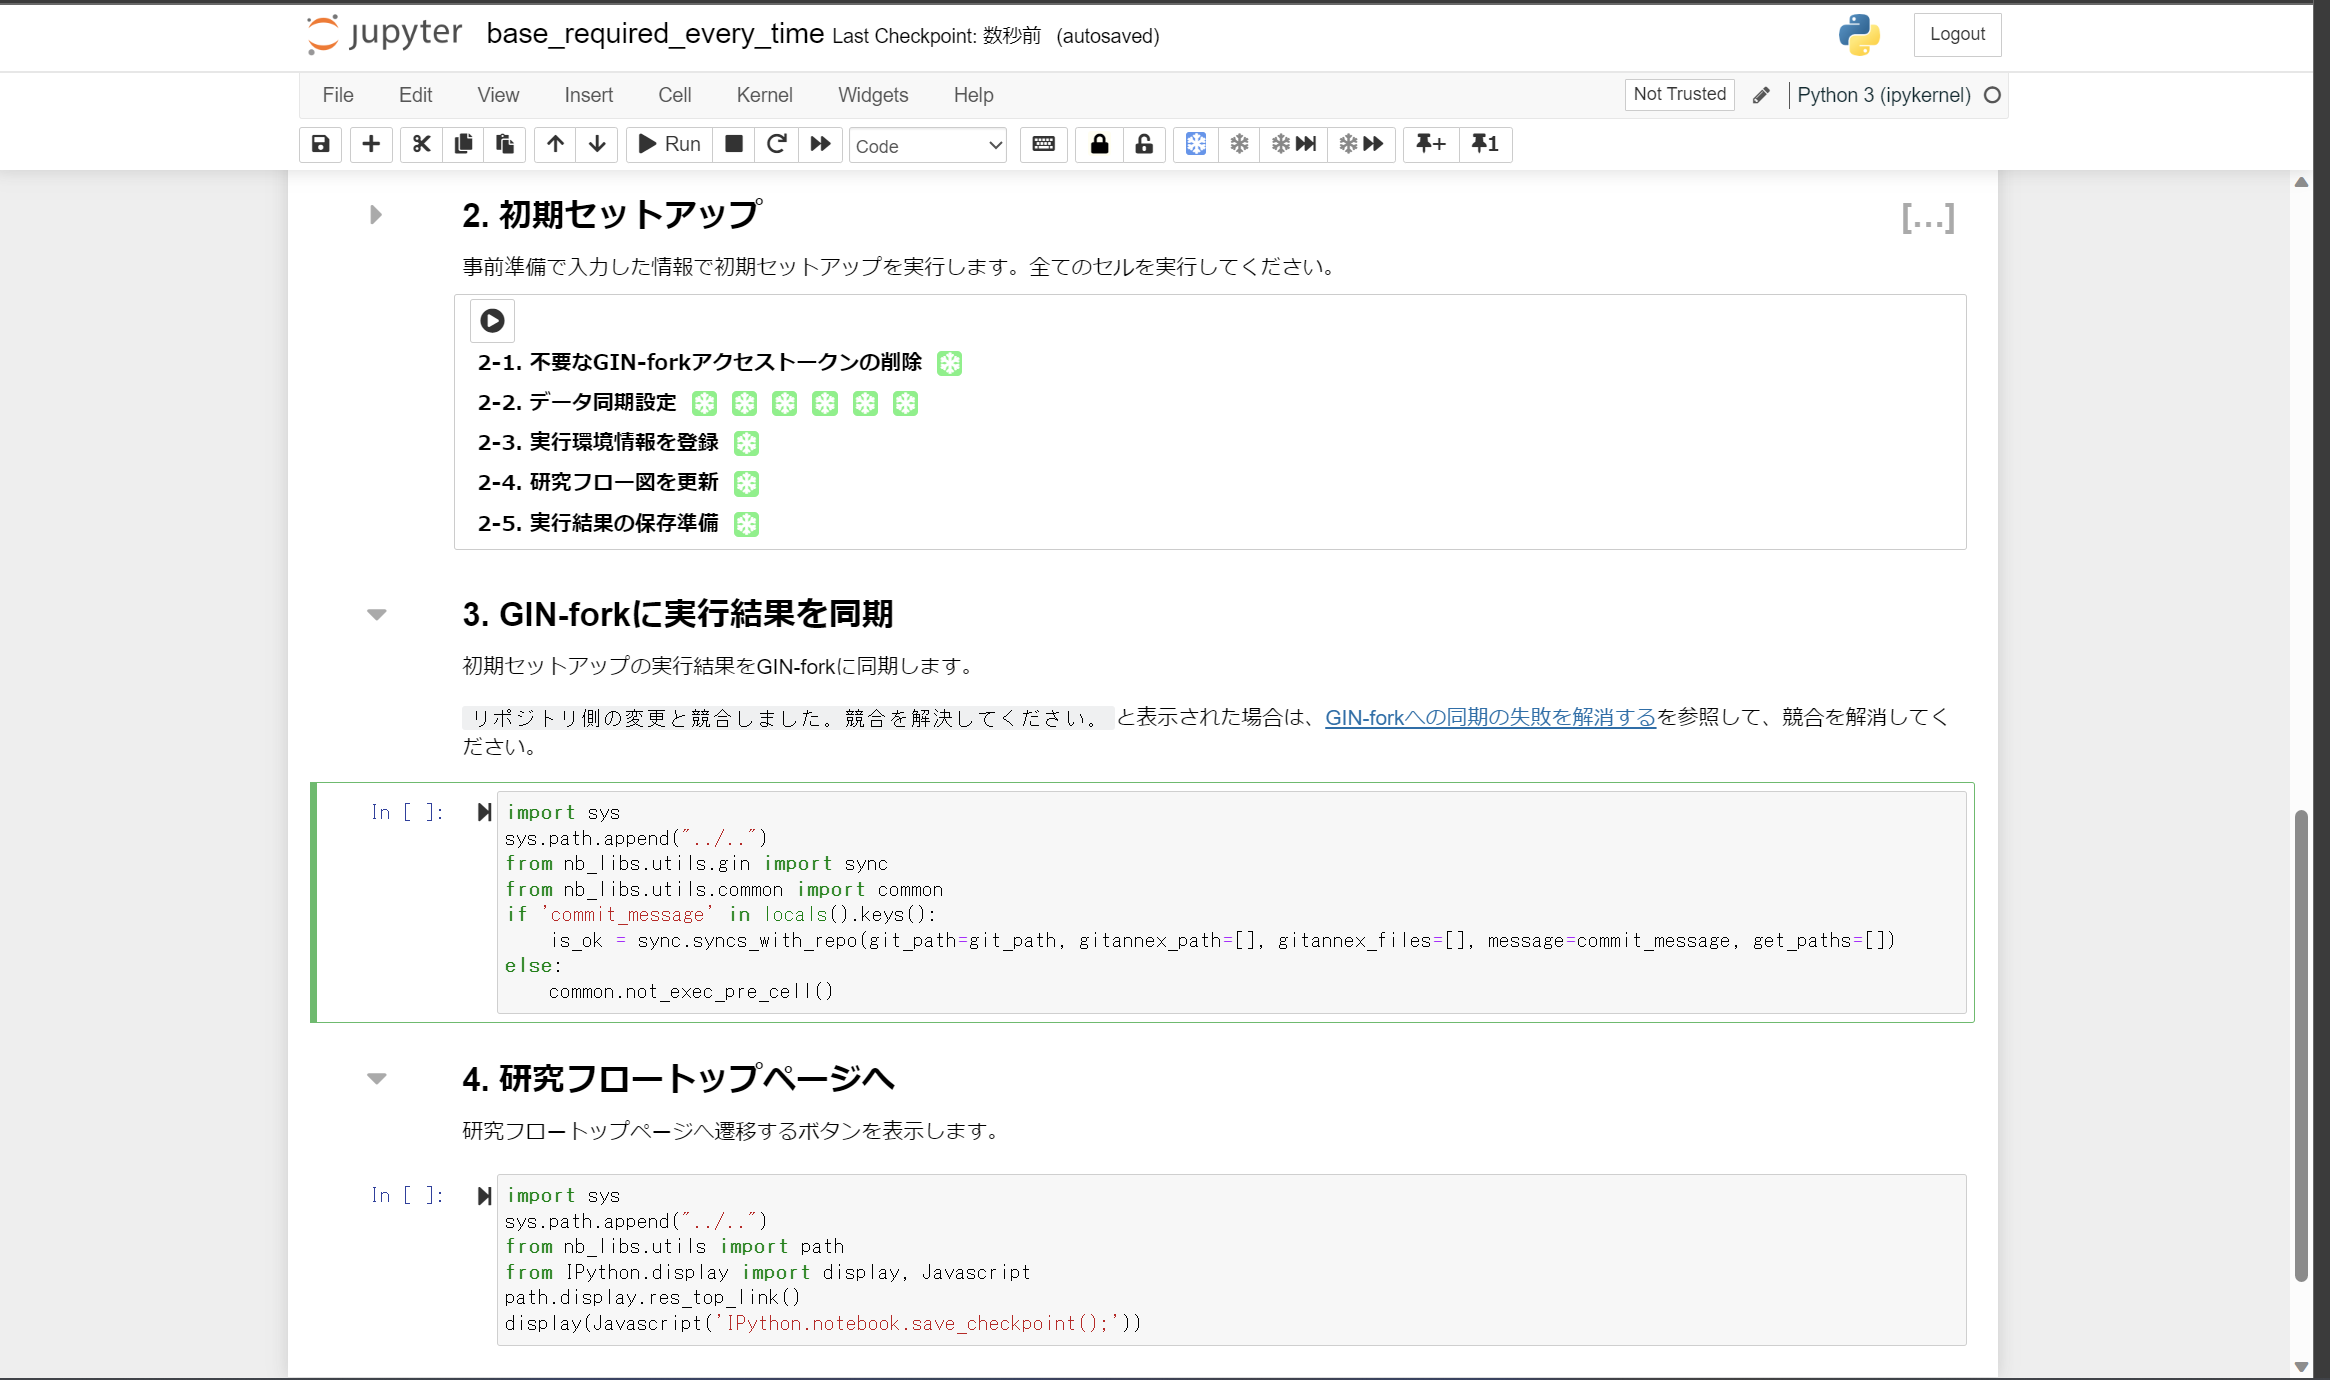 jupyter base_required_every_time Last Checkpoint: 数秒前 (autosaved) Logout
File Edit View Insert Cell Kernel Widgets Help Not Trusted Python 3 (ipykernel)
Run Code +1
2. 初期セットアップ [...]
事前準備で入力した情報で初期セットアップを実行します。全てのセルを実行してください。
2-1. 不要なGIN-forkアクセストークンの削除
2-2. データ同期設定
2-3. 実行環境情報を登録
2-4. 研究フロー図を更新
2-5. 実行結果の保存準備
3. GIN-forkに実行結果を同期
初期セットアップの実行結果をGIN-forkに同期します。
リポジトリ側の変更と競合しました。競合を解決してください。 と表示された場合は、GIN-forkへの同期の失敗を解消するを参照して、競合を解消してく
ださい。
In [ ]: import sys
sys.path.append("../..")
from nb_libs.utils.gin import sync
from nb_libs.utils.common import common
if 'commit_message' in locals().keys():
    is_ok = sync.syncs_with_repo(git_path=git_path, gitannex_path=[], gitannex_files=[], message=commit_message, get_paths=[])
else:
    common.not_exec_pre_cell()
4. 研究フロートップページへ
研究フロートップページへ遷移するボタンを表示します。
In [ ]: import sys
sys.path.append("../..")
from nb_libs.utils import path
from IPython.display import display, Javascript
path.display.res_top_link()
display(Javascript('IPython.notebook.save_checkpoint();'))